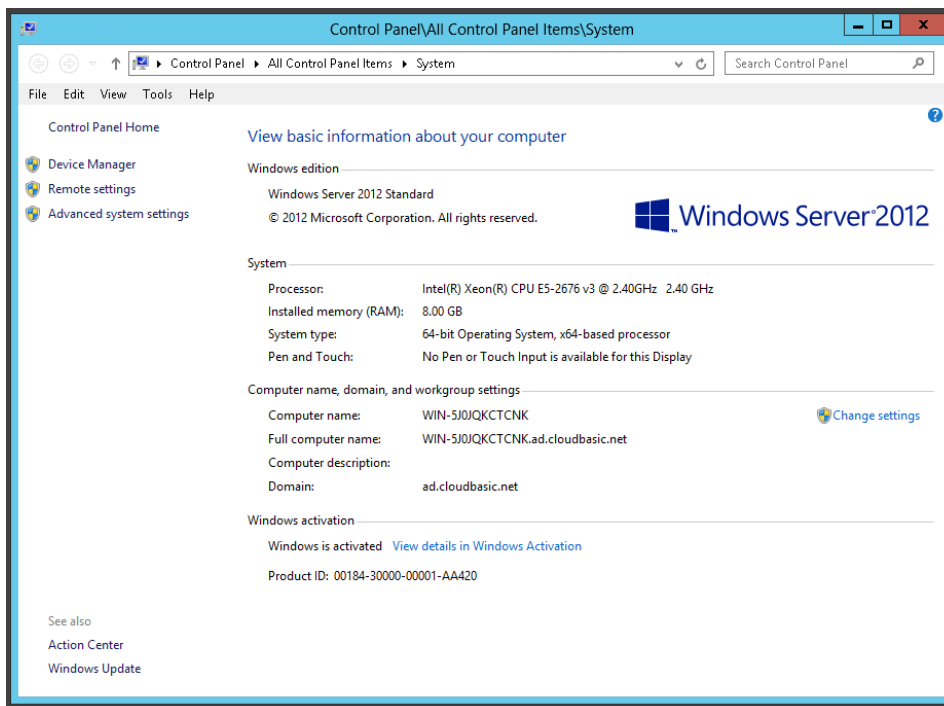 Control Panel\All Control Panel Items\System
Control Panel All Control Panel Items System
Search Control Panel
File Edit View Tools Help
Control Panel Home
Device Manager
Remote settings
Advanced system settings
See also
Action Center
Windows Update
?
View basic information about your computer
Windows edition
Windows Server 2012 Standard
© 2012 Microsoft Corporation. All rights reserved.
Windows Server 2012
System
Processor: Intel(R) Xeon(R) CPU E5-2676 v3 @ 2.40GHz 2.40 GHz
Installed memory (RAM): 8.00 GB
System type: 64-bit Operating System, x64-based processor
Pen and Touch: No Pen or Touch Input is available for this Display
Computer name, domain, and workgroup settings
Computer name: WIN-5J0JQKCTCNK
Change settings
Full computer name: WIN-5J0JQKCTCNK.ad.cloudbasic.net
Computer description:
Domain: ad.cloudbasic.net
Windows activation
Windows is activated View details in Windows Activation
Product ID: 00184-30000-00001-AA420